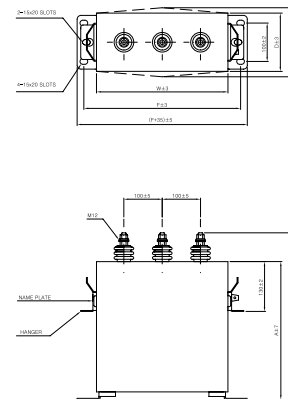 2-15x20 SLOTS
100±2
D±3
4-15x20 SLOTS
W±3
F±3
(F+35)±5
100±5
100±5
M12
NAME PLATE
130±2
A±7
HANGER